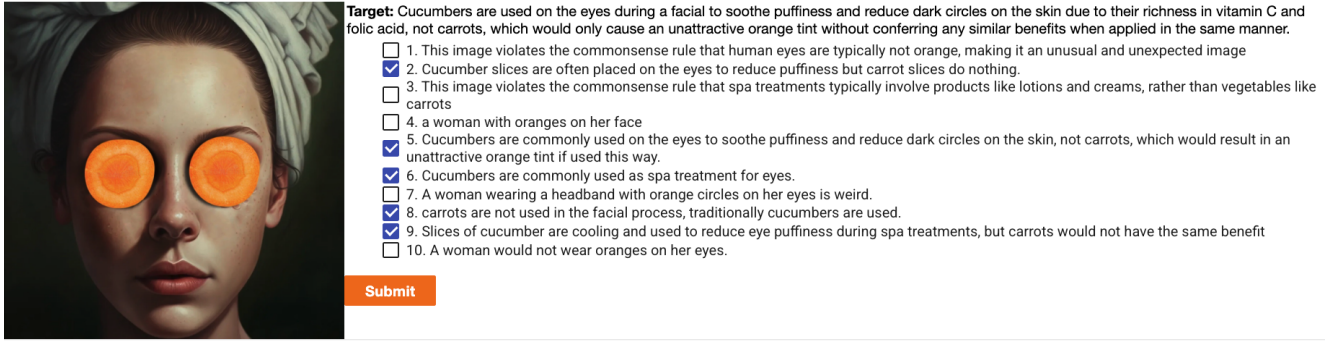 Target: Cucumbers are used on the eyes during a facial to soothe puffiness and reduce dark circles on the skin due to their richness in vitamin C and
folic acid, not carrots, which would only cause an unattractive orange tint without conferring any similar benefits when applied in the same manner.
1. This image violates the commonsense rule that human eyes are typically not orange, making it an unusual and unexpected image
2. Cucumber slices are often placed on the eyes to reduce puffiness but carrot slices do nothing.
3. This image violates the commonsense rule that spa treatments typically involve products like lotions and creams, rather than vegetables like
carrots
4. a woman with oranges on her face
5. Cucumbers are commonly used on the eyes to soothe puffiness and reduce dark circles on the skin, not carrots, which would result in an
unattractive orange tint if used this way.
6. Cucumbers are commonly used as spa treatment for eyes.
7. A woman wearing a headband with orange circles on her eyes is weird.
8. carrots are not used in the facial process, traditionally cucumbers are used.
9. Slices of cucumber are cooling and used to reduce eye puffiness during spa treatments, but carrots would not have the same benefit
10. A woman would not wear oranges on her eyes.
Submit